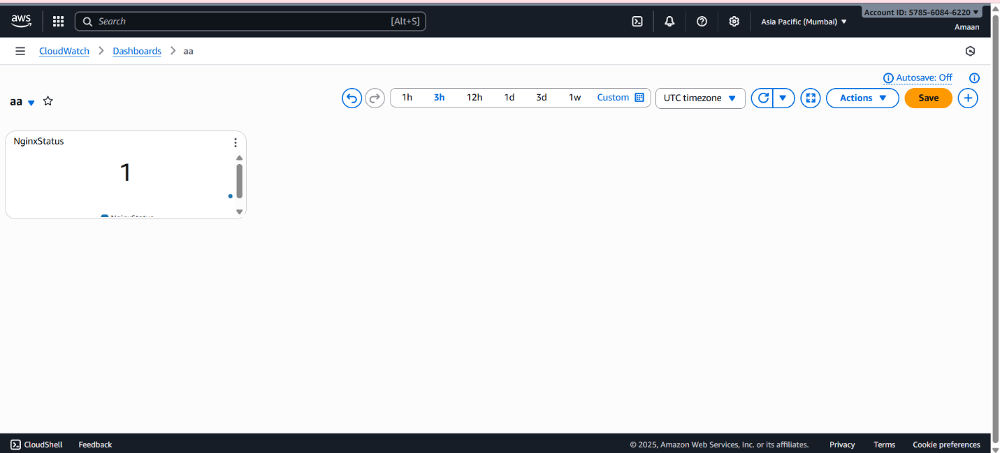 aws
Search [Alt+S]
Asia Pacific (Mumbai)
Account ID: 5785-6084-6220
Amaan
CloudWatch Dashboards aa
Autosave: Off
aa
1h 3h 12h 1d 3d 1w Custom
UTC timezone
Actions
Save
NginxStatus
1
NginxStatus
CloudShell Feedback
© 2025, Amazon Web Services, Inc. or its affiliates. Privacy Terms Cookie preferences